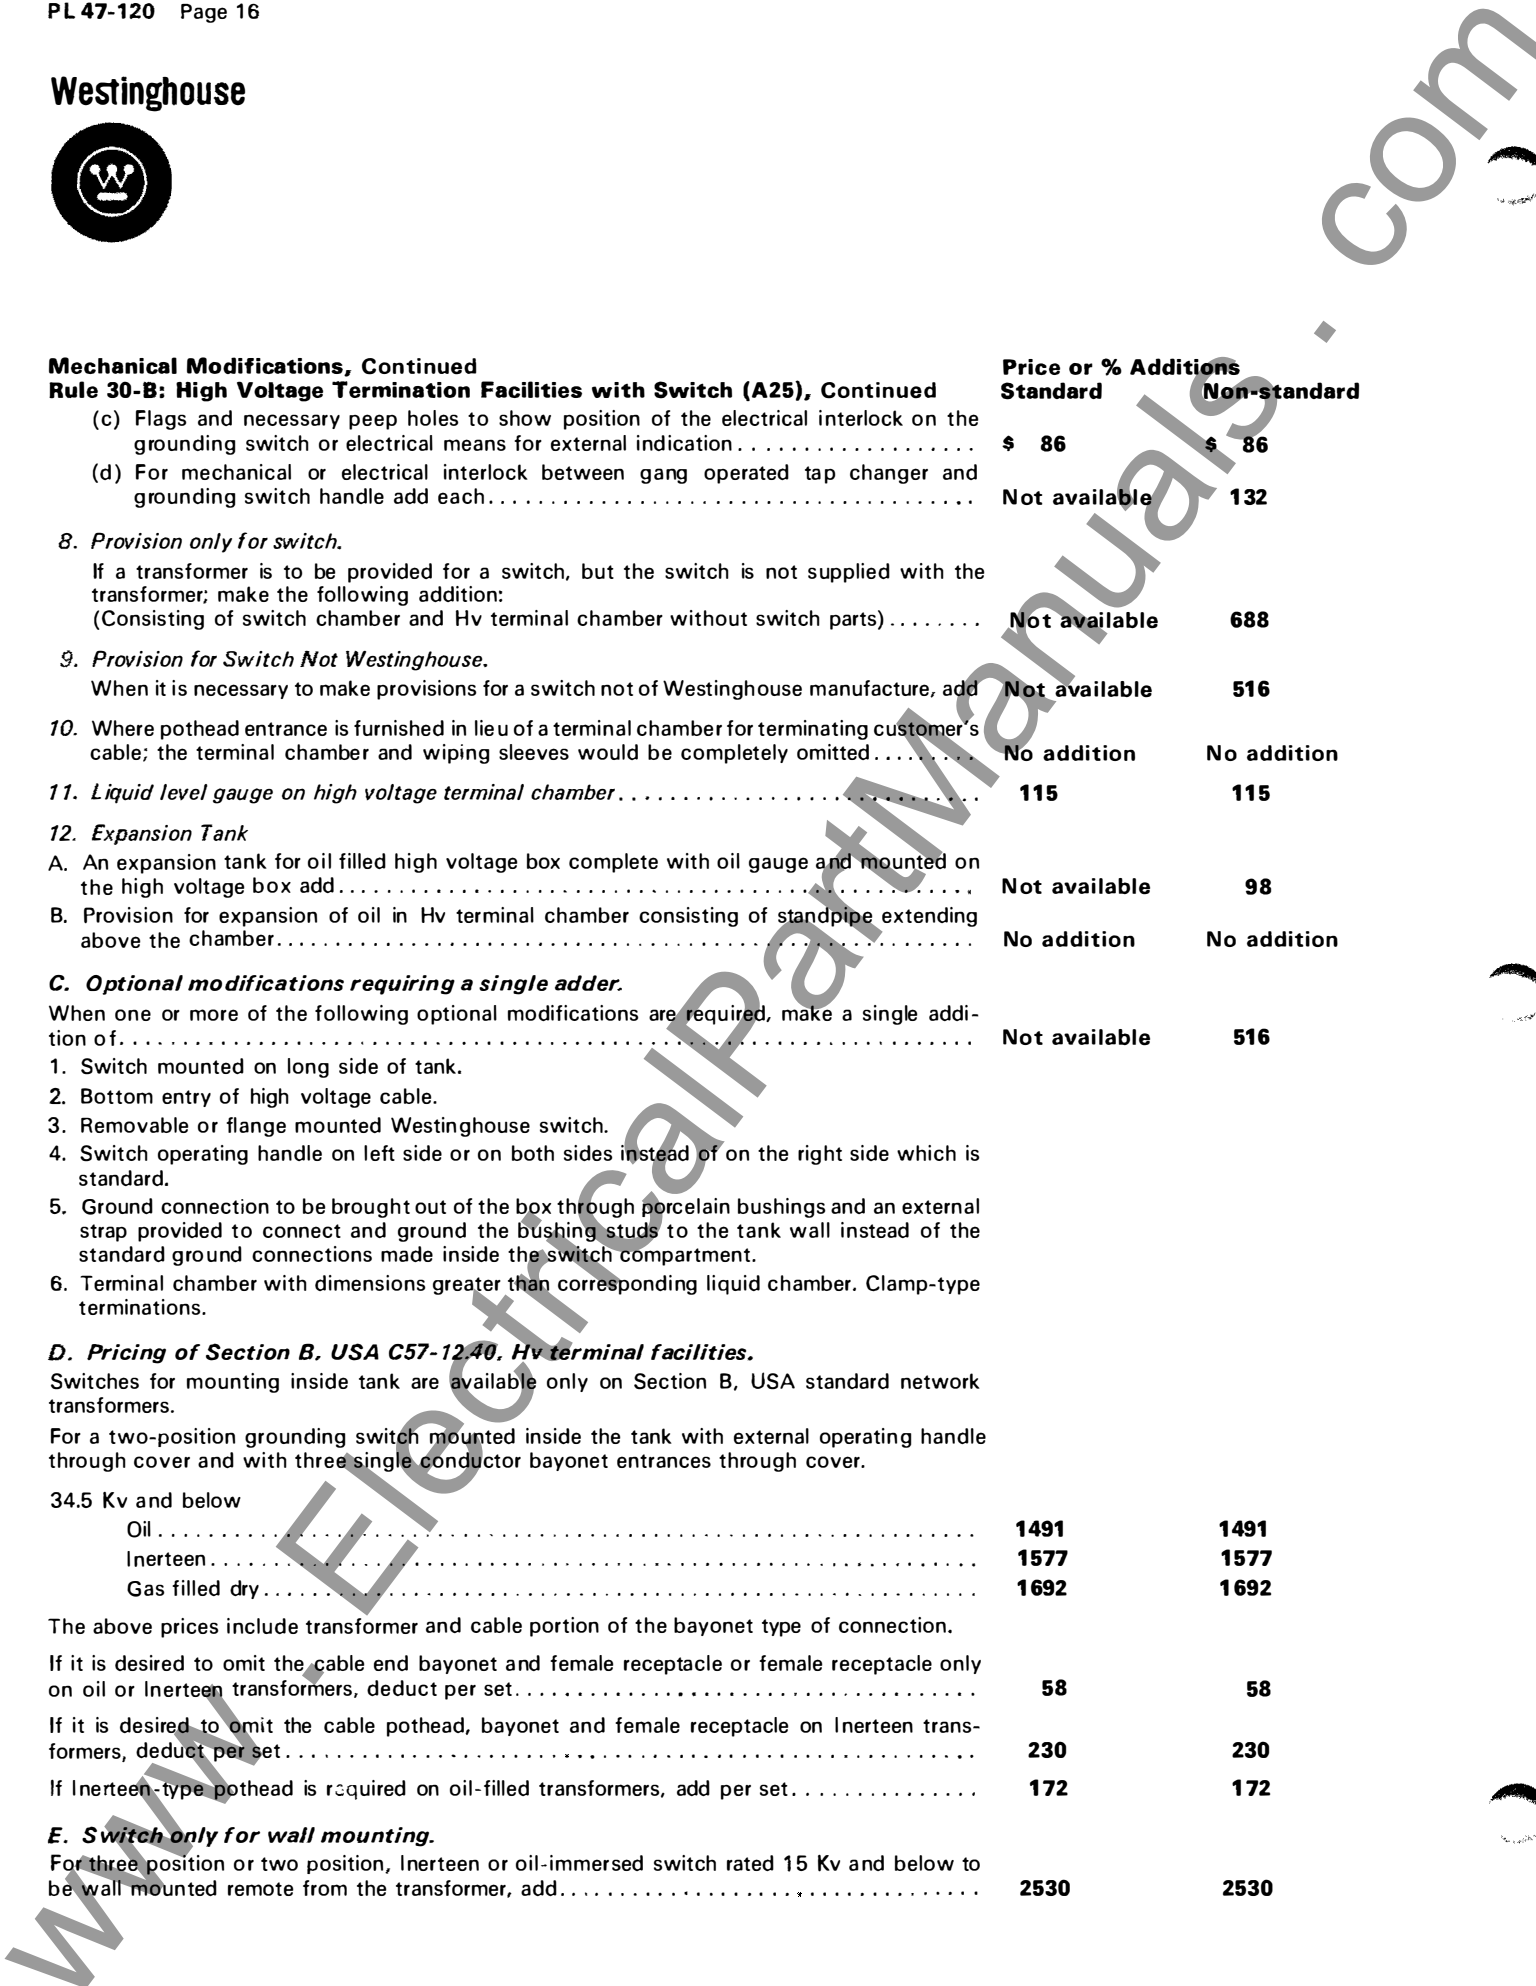 PL 47-120 Page 16
Westinghouse
W
Mechanical Modifications, Continued
Price or % Additions
Rule 30-B: High Voltage Termination Facilities with Switch (A25), Continued
Standard Non-standard
(c) Flags and necessary peep holes to show position of the electrical interlock on the
grounding switch or electrical means for external indication . . . . . . . . . . . . . . . . . . . $ 86 $ 86
(d) For mechanical or electrical interlock between gang operated tap changer and
grounding switch handle add each. . . . . . . . . . . . . . . . . . . . . . . . . . . . . . . . . . . . . . Not available 132
8. Provision only for switch.
If a transformer is to be provided for a switch, but the switch is not supplied with the
transformer; make the following addition:
(Consisting of switch chamber and Hv terminal chamber without switch parts) . . . . . . . . Not available 688
9. Provision for Switch Not Westinghouse.
When it is necessary to make provisions for a switch not of Westinghouse manufacture, add Not available 516
10. Where pothead entrance is furnished in lieu of a terminal chamber for terminating customer's
cable; the terminal chamber and wiping sleeves would be completely omitted . . . . . . . . . No addition No addition
11. Liquid level gauge on high voltage terminal chamber . . . . . . . . . . . . . . . . . . . . . . . . . . . . . 115 115
12. Expansion Tank
A. An expansion tank for oil filled high voltage box complete with oil gauge and mounted on
the high voltage box add . . . . . . . . . . . . . . . . . . . . . . . . . . . . . . . . . . . . . . . . . . . . . . . . . . Not available 98
B. Provision for expansion of oil in Hv terminal chamber consisting of standpipe extending
above the chamber. . . . . . . . . . . . . . . . . . . . . . . . . . . . . . . . . . . . . . . . . . . . . . . . . . . . . . . No addition No addition
C. Optional modifications requiring a single adder.
When one or more of the following optional modifications are required, make a single addi-
tion of. . . . . . . . . . . . . . . . . . . . . . . . . . . . . . . . . . . . . . . . . . . . . . . . . . . . . . . . . . . . . . . . . . . Not available 516
1. Switch mounted on long side of tank.
2. Bottom entry of high voltage cable.
3. Removable or flange mounted Westinghouse switch.
4. Switch operating handle on left side or on both sides instead of on the right side which is
standard.
5. Ground connection to be brought out of the box through porcelain bushings and an external
strap provided to connect and ground the bushing studs to the tank wall instead of the
standard ground connections made inside the switch compartment.
6. Terminal chamber with dimensions greater than corresponding liquid chamber. Clamp-type
terminations.
D. Pricing of Section B, USA C57-12.40, Hv terminal facilities.
Switches for mounting inside tank are available only on Section B, USA standard network
transformers.
For a two-position grounding switch mounted inside the tank with external operating handle
through cover and with three single conductor bayonet entrances through cover.
34.5 Kv and below
Oil . . . . . . . . . . . . . . . . . . . . . . . . . . . . . . . . . . . . . . . . . . . . . . . . . . . . . . . . . . . . . . . . 1491 1491
Inerteen . . . . . . . . . . . . . . . . . . . . . . . . . . . . . . . . . . . . . . . . . . . . . . . . . . . . . . . . . . . . 1577 1577
Gas filled dry . . . . . . . . . . . . . . . . . . . . . . . . . . . . . . . . . . . . . . . . . . . . . . . . . . . . . . . . 1692 1692
The above prices include transformer and cable portion of the bayonet type of connection.
If it is desired to omit the cable end bayonet and female receptacle or female receptacle only
on oil or Inerteen transformers, deduct per set. . . . . . . . . . . . . . . . . . . . . . . . . . . . . . . . . . . . . 58 58
If it is desired to omit the cable pothead, bayonet and female receptacle on Inerteen trans-
formers, deduct per set . . . . . . . . . . . . . . . . . . . . . . . . . . . . . . . . . . . . . . . . . . . . . . . . . . . . . . 230 230
If Inerteen-type pothead is required on oil-filled transformers, add per set. . . . . . . . . . . . . . . 172 172
E. Switch only for wall mounting.
For three position or two position, Inerteen or oil-immersed switch rated 15 Kv and below to
be wall mounted remote from the transformer, add . . . . . . . . . . . . . . . . . . . . . . . . . . . . . . . . . 2530 2530
www . ElectricalPartManuals . com